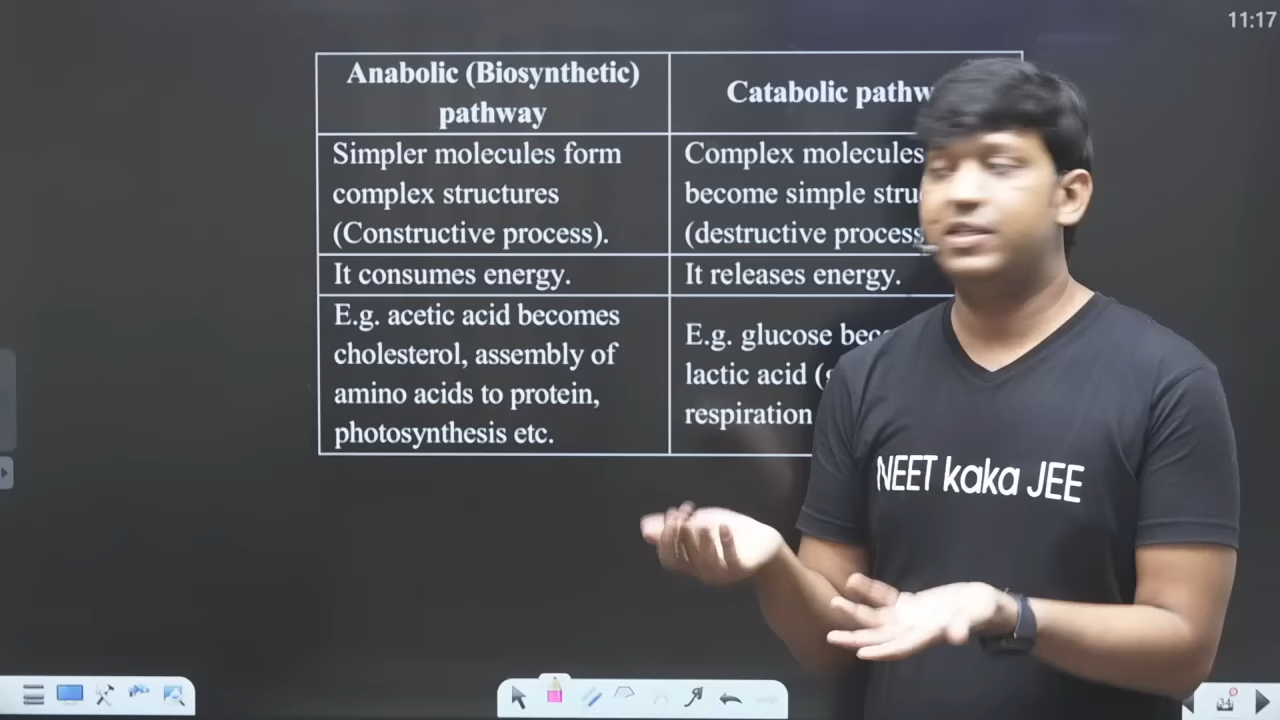 11:17
Anabolic (Biosynthetic)
pathway
Catabolic
Simpler molecules form
complex structures
(Constructive process).
Complex molecules
become simple
(destructive process
It consumes energy.
It releases energy.
E.g. acetic acid becomes
cholesterol, assembly of
amino acids to protein,
photosynthesis etc.
E.g. glucose
lactic acid
respiration
NEET kaka JEE